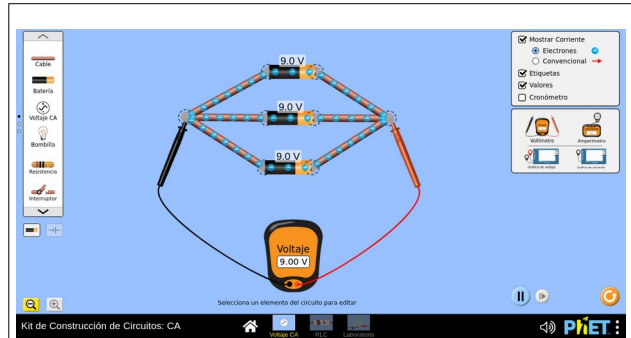 Cable
Batería
Voltaje CA
Bombilla
Resistencia
Interruptor
9.0 V
9.0 V
9.0 V
Voltaje
9.00 V
Selecciona un elemento del circuito para editar
Mostrar Corriente
Electrones
Convencional
Etiquetas
Valores
Cronómetro
Voltímetro
Amperímetro
Gráfica de voltaje
Gráfica de corriente
Kit de Construcción de Circuitos: CA
Voltaje CA
RLC
Laboratorio
PhET